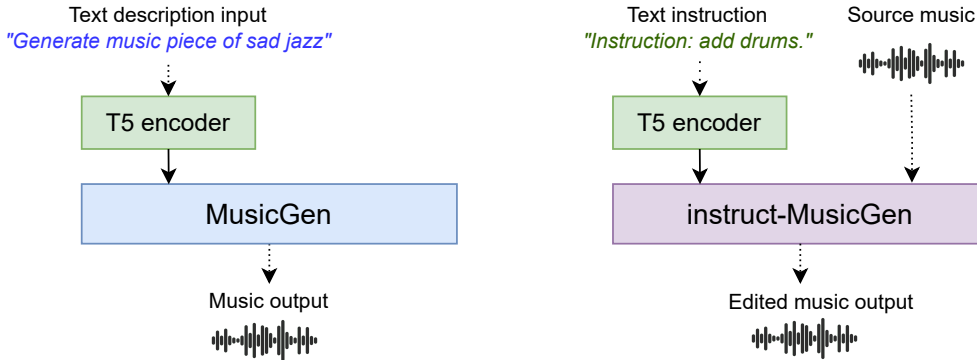 Text description input
"Generate music piece of sad jazz"
T5 encoder
MusicGen
Music output
Text instruction
"Instruction: add drums."
Source music
T5 encoder
instruct-MusicGen
Edited music output